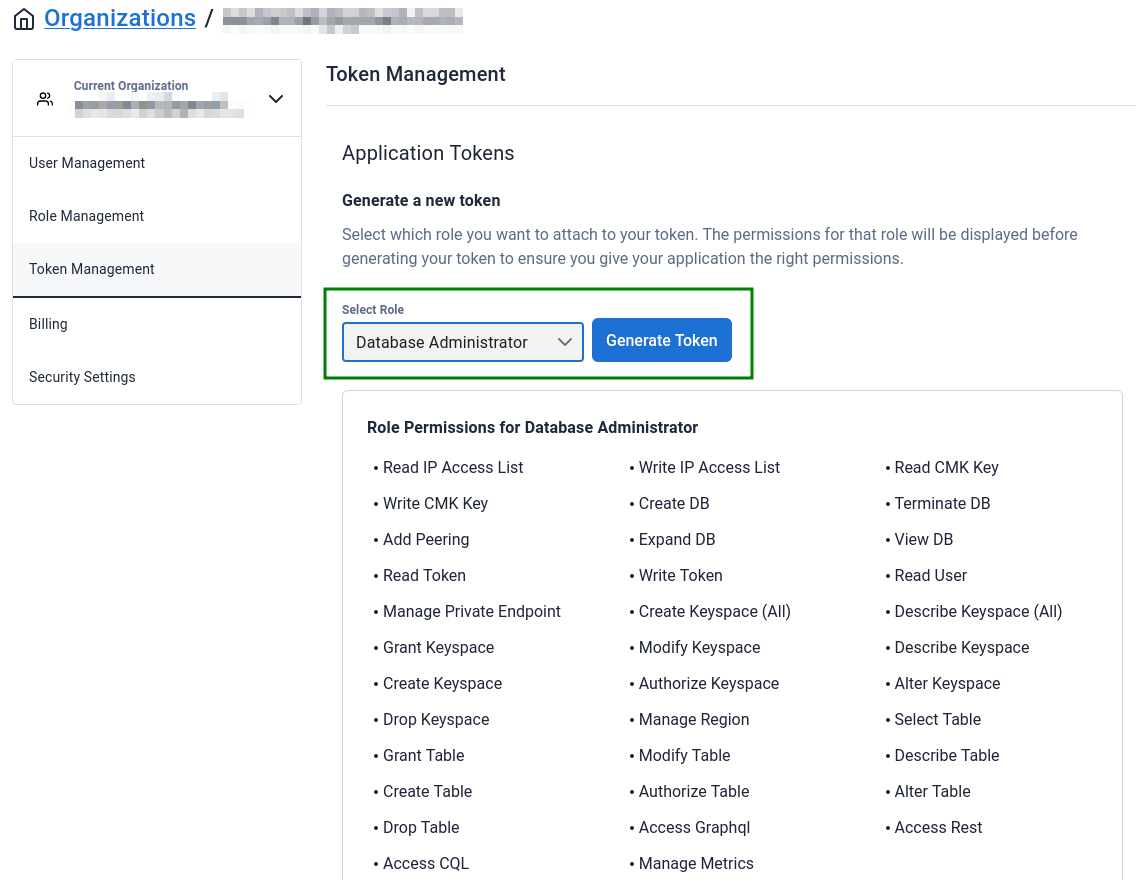 Organizations /
Current Organization
User Management
Role Management
Token Management
Billing
Security Settings
Token Management
Application Tokens
Generate a new token
Select which role you want to attach to your token. The permissions for that role will be displayed before
generating your token to ensure you give your application the right permissions.
Select Role
Database Administrator
Generate Token
Role Permissions for Database Administrator
• Read IP Access List • Write IP Access List • Read CMK Key
• Write CMK Key • Create DB • Terminate DB
• Add Peering • Expand DB • View DB
• Read Token • Write Token • Read User
• Manage Private Endpoint • Create Keyspace (All) • Describe Keyspace (All)
• Grant Keyspace • Modify Keyspace • Describe Keyspace
• Create Keyspace • Authorize Keyspace • Alter Keyspace
• Drop Keyspace • Manage Region • Select Table
• Grant Table • Modify Table • Describe Table
• Create Table • Authorize Table • Alter Table
• Drop Table • Access Graphql • Access Rest
• Access CQL • Manage Metrics